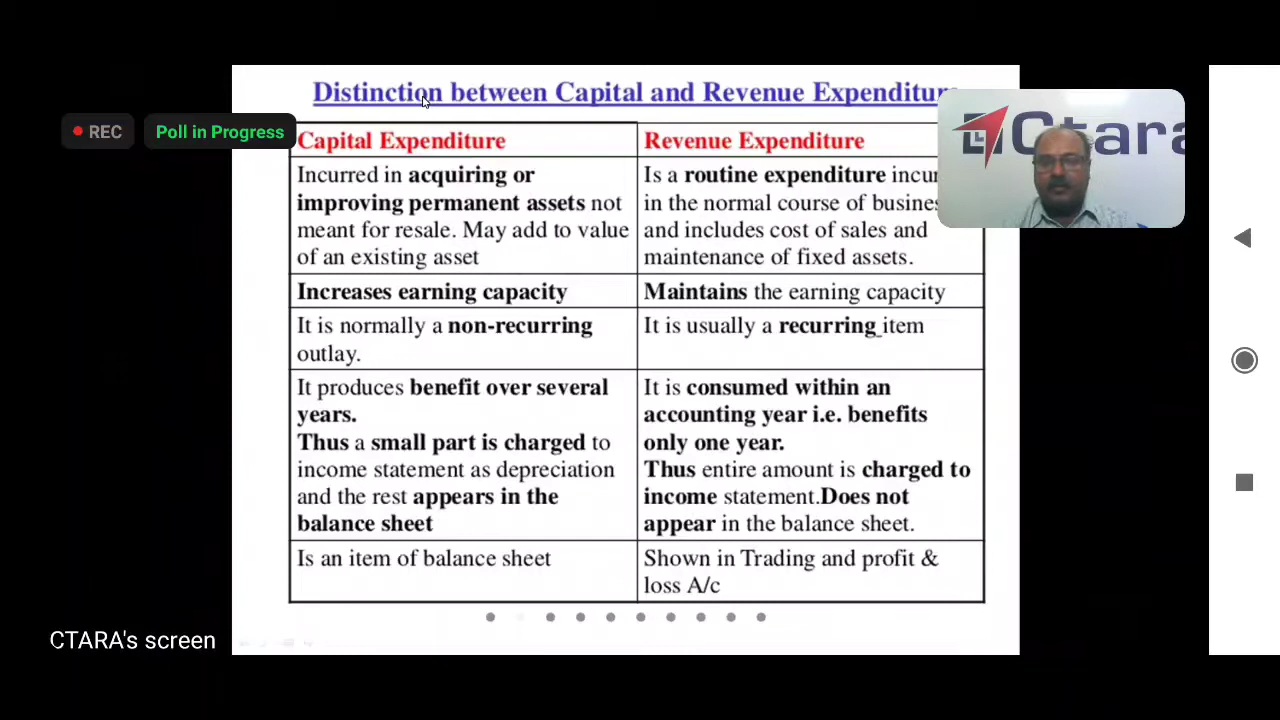 Distinction between Capital and Revenue Expenditure
REC
Poll in Progress
Ctara
Capital Expenditure
Revenue Expenditure
Incurred in acquiring or
improving permanent assets not
meant for resale. May add to value
of an existing asset
Is a routine expenditure incur
in the normal course of busines
and includes cost of sales and
maintenance of fixed assets.
Increases earning capacity
Maintains the earning capacity
It is normally a non-recurring
outlay.
It is usually a recurring item
It produces benefit over several
years.
Thus a small part is charged to
income statement as depreciation
and the rest appears in the
balance sheet
It is consumed within an
accounting year i.e. benefits
only one year.
Thus entire amount is charged to
income statement.Does not
appear in the balance sheet.
Is an item of balance sheet
Shown in Trading and profit &
loss A/c
CTARA's screen